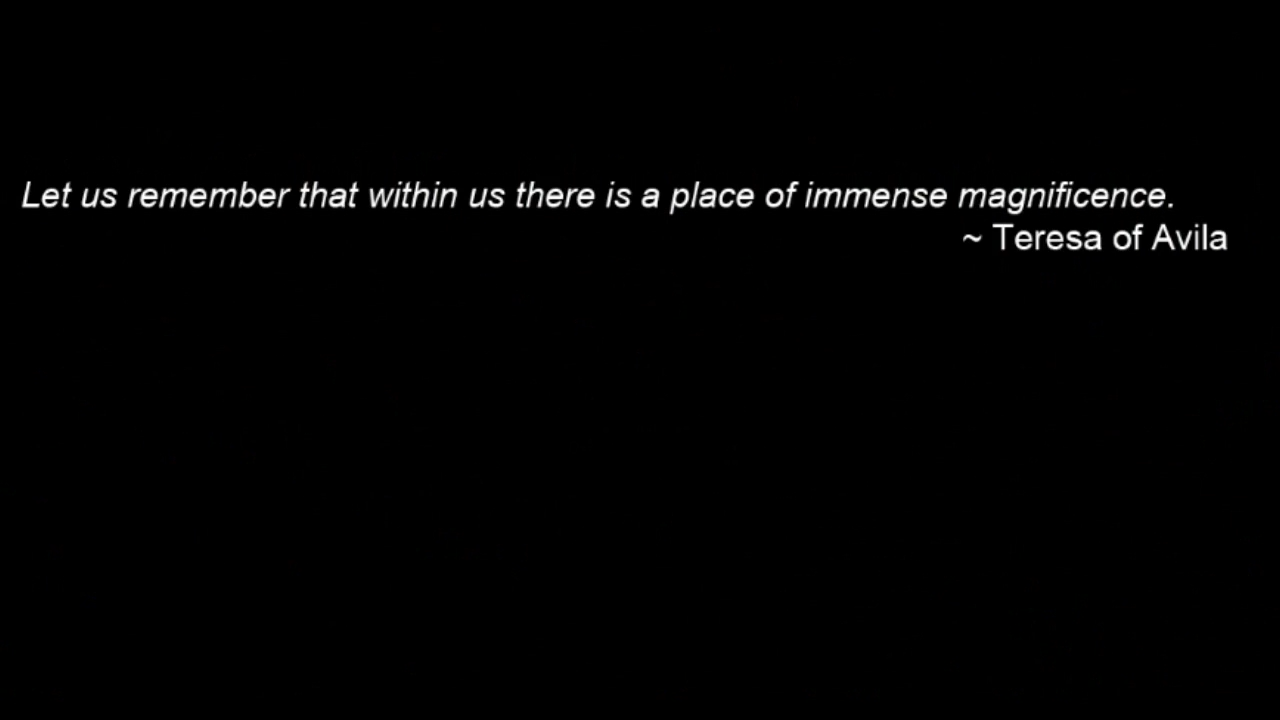 Let us remember that within us there is a place of immense magnificence.
~ Teresa of Avila